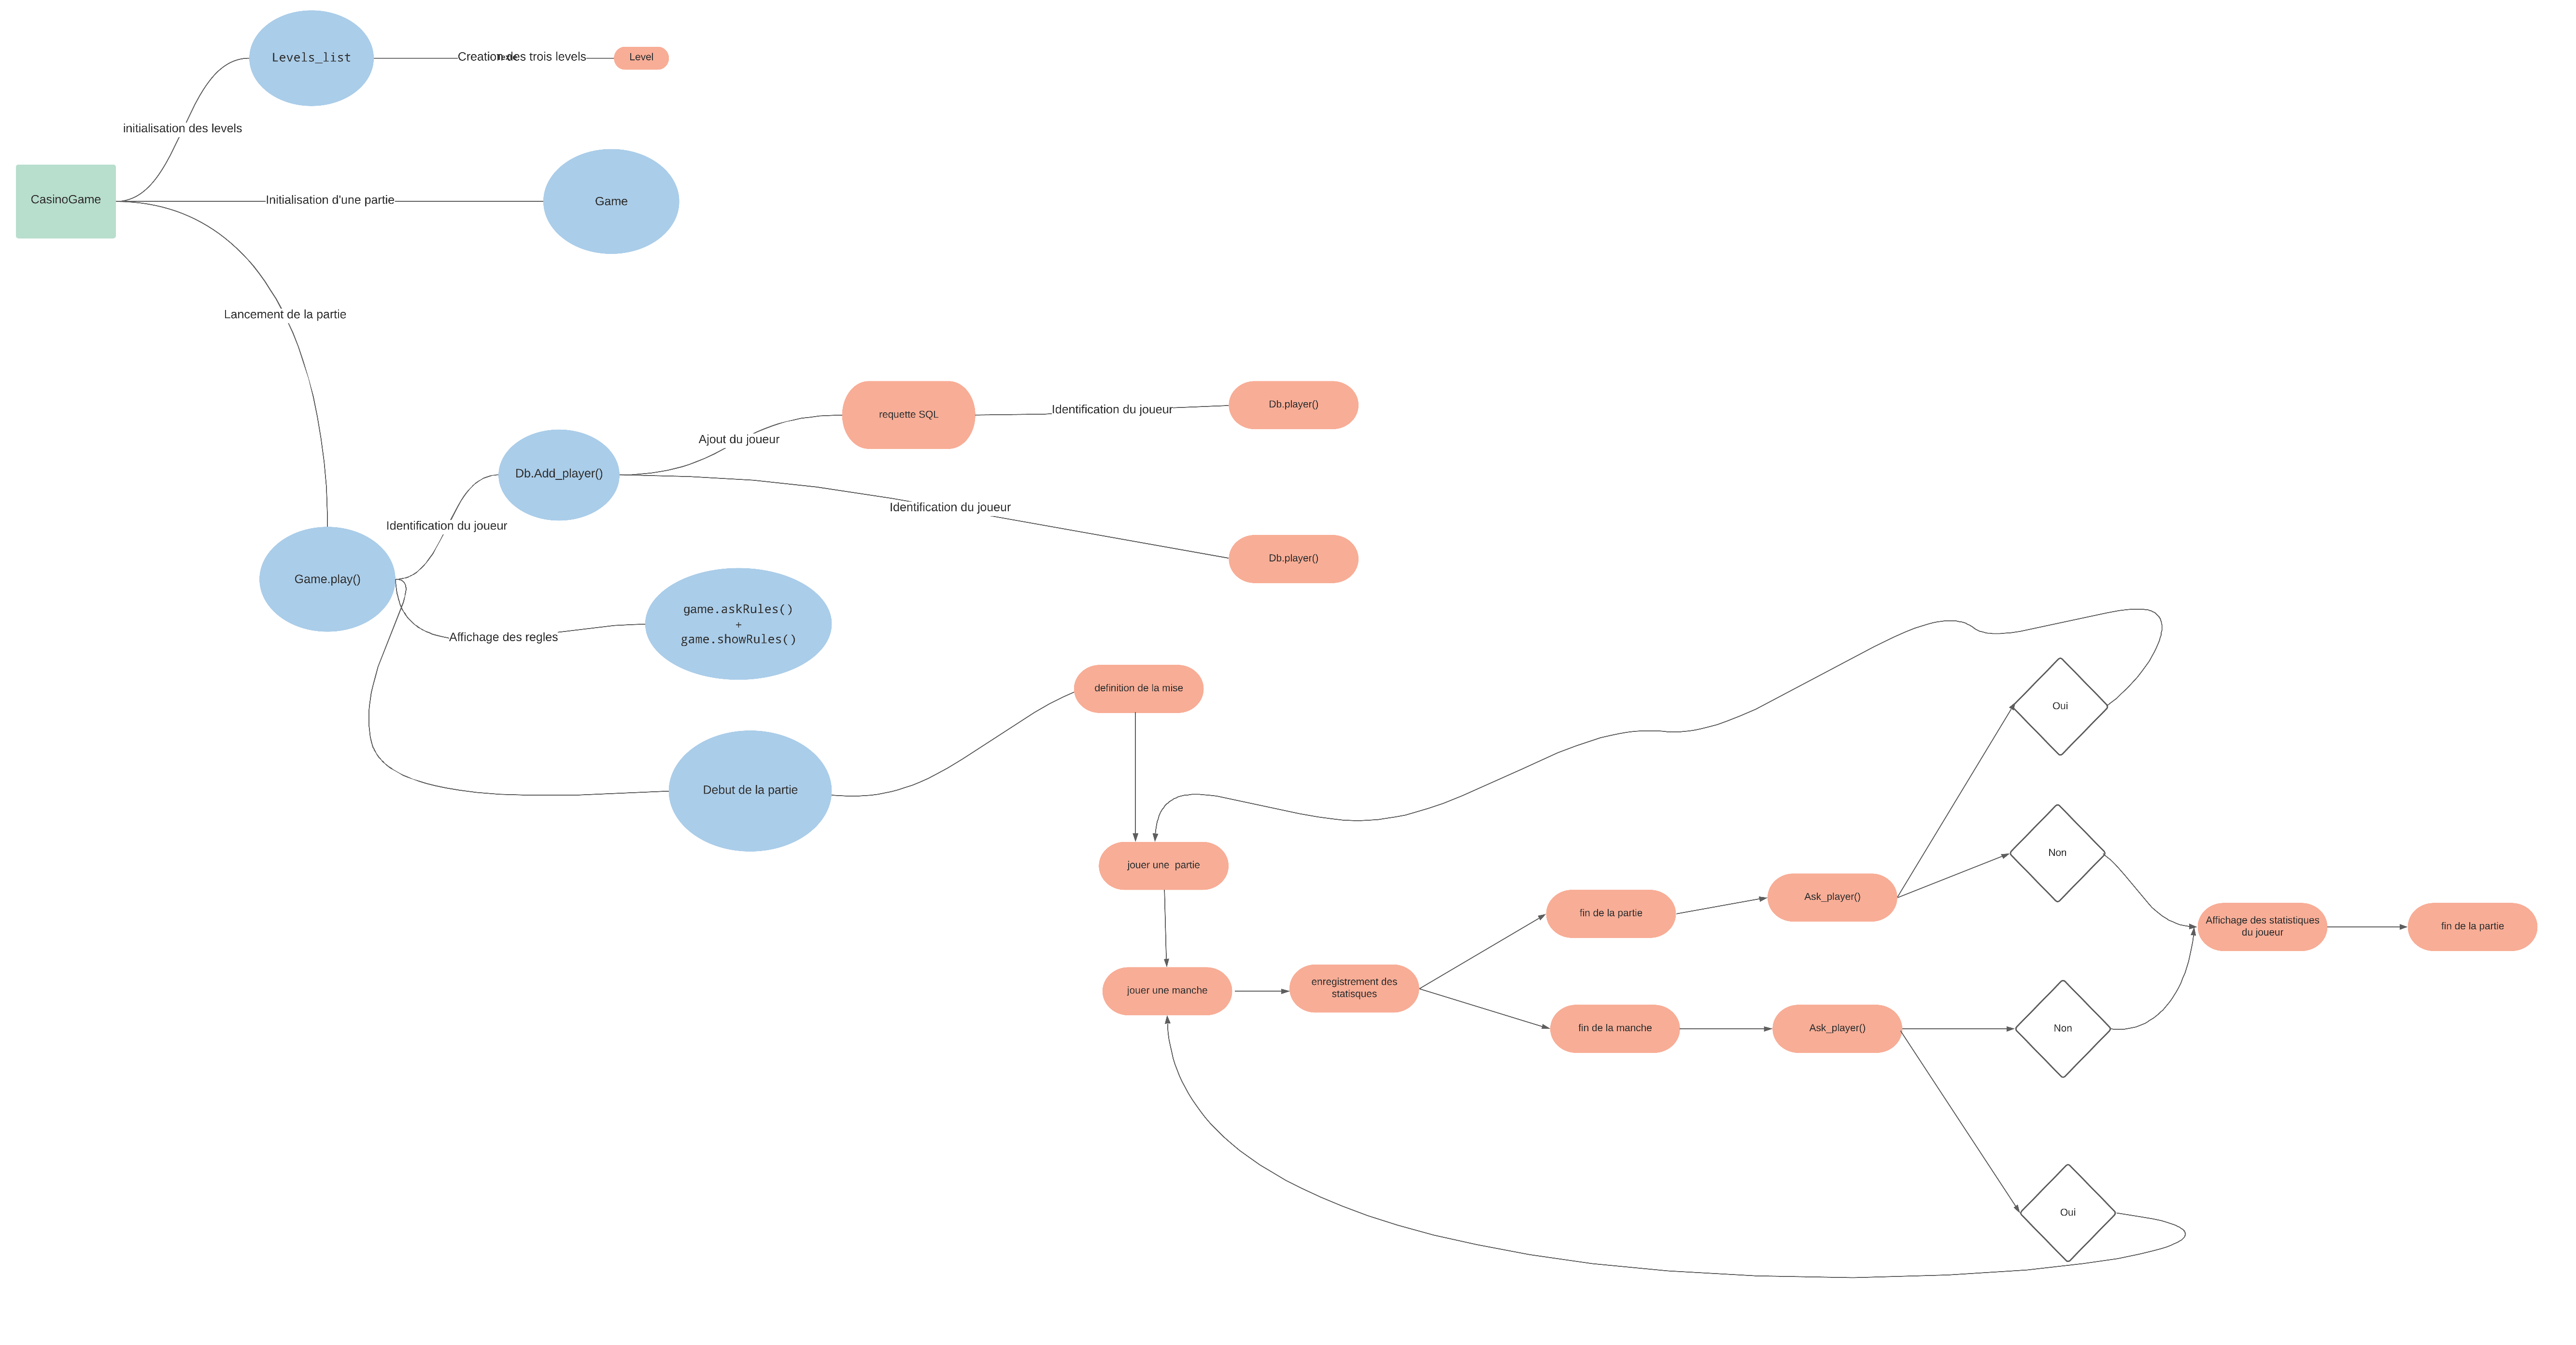 Levels_list
Creation des trois levels
Level
initialisation des levels
CasinoGame
Initialisation d'une partie
Game
Lancement de la partie
requette SQL
Identification du joueur
Db.player()
Ajout du joueur
Db.Add_player()
Identification du joueur
Identification du joueur
Db.player()
Game.play()
game.askRules()
+
game.showRules()
Affichage des regles
definition de la mise
Oui
Debut de la partie
jouer une partie
Non
Ask_player()
fin de la partie
Affichage des statistiques
du joueur
fin de la partie
jouer une manche
enregistrement des
statisques
fin de la manche
Ask_player()
Non
Oui